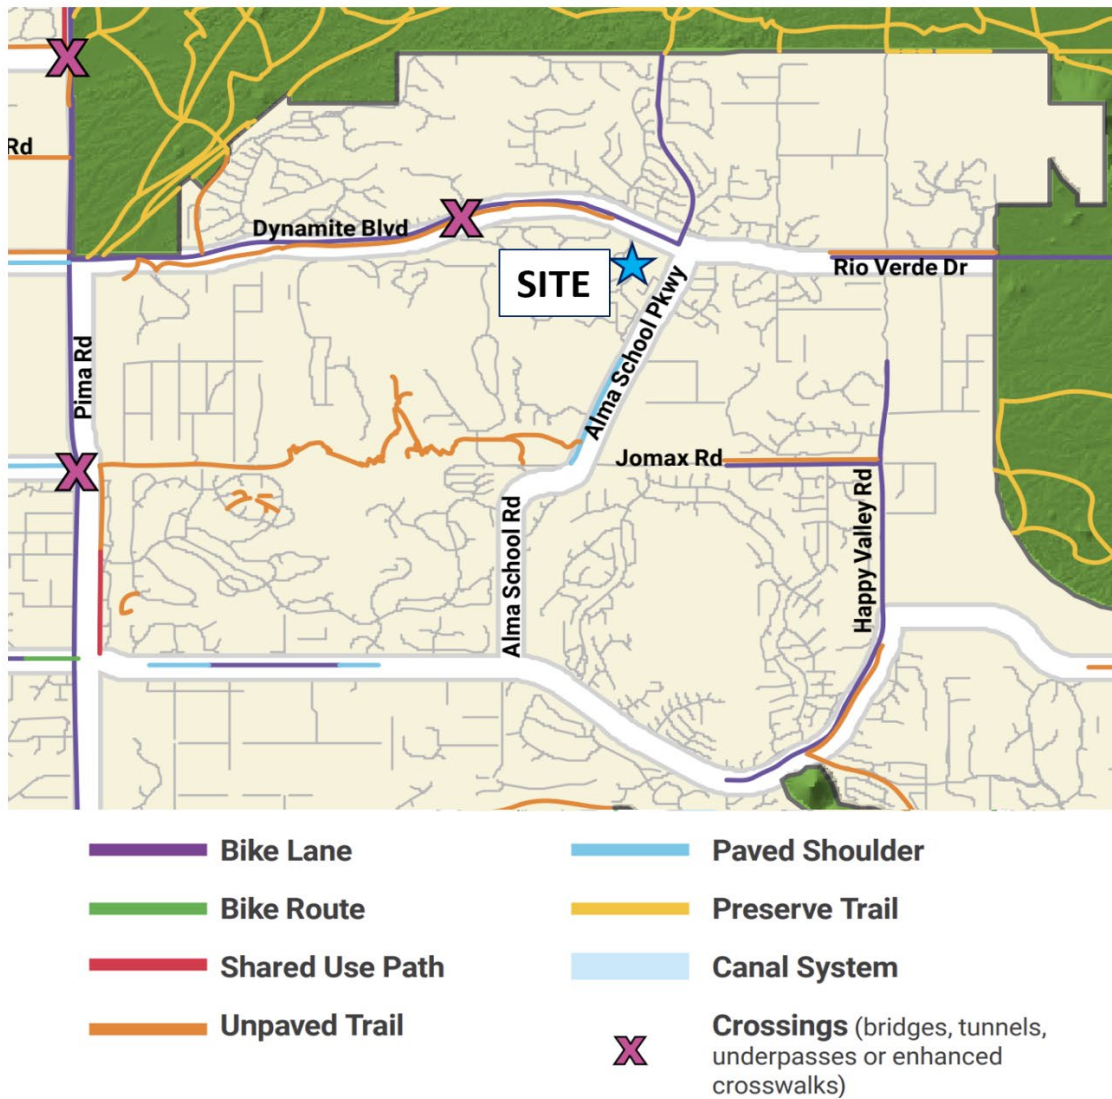 Rd
Dynamite Blvd
SITE
Rio Verde Dr
Alma School Pkwy
Pima Rd
Jomax Rd
Happy Valley Rd
Alma School Rd
Bike Lane
Bike Route
Shared Use Path
Unpaved Trail
Paved Shoulder
Preserve Trail
Canal System
Crossings (bridges, tunnels,
underpasses or enhanced
crosswalks)